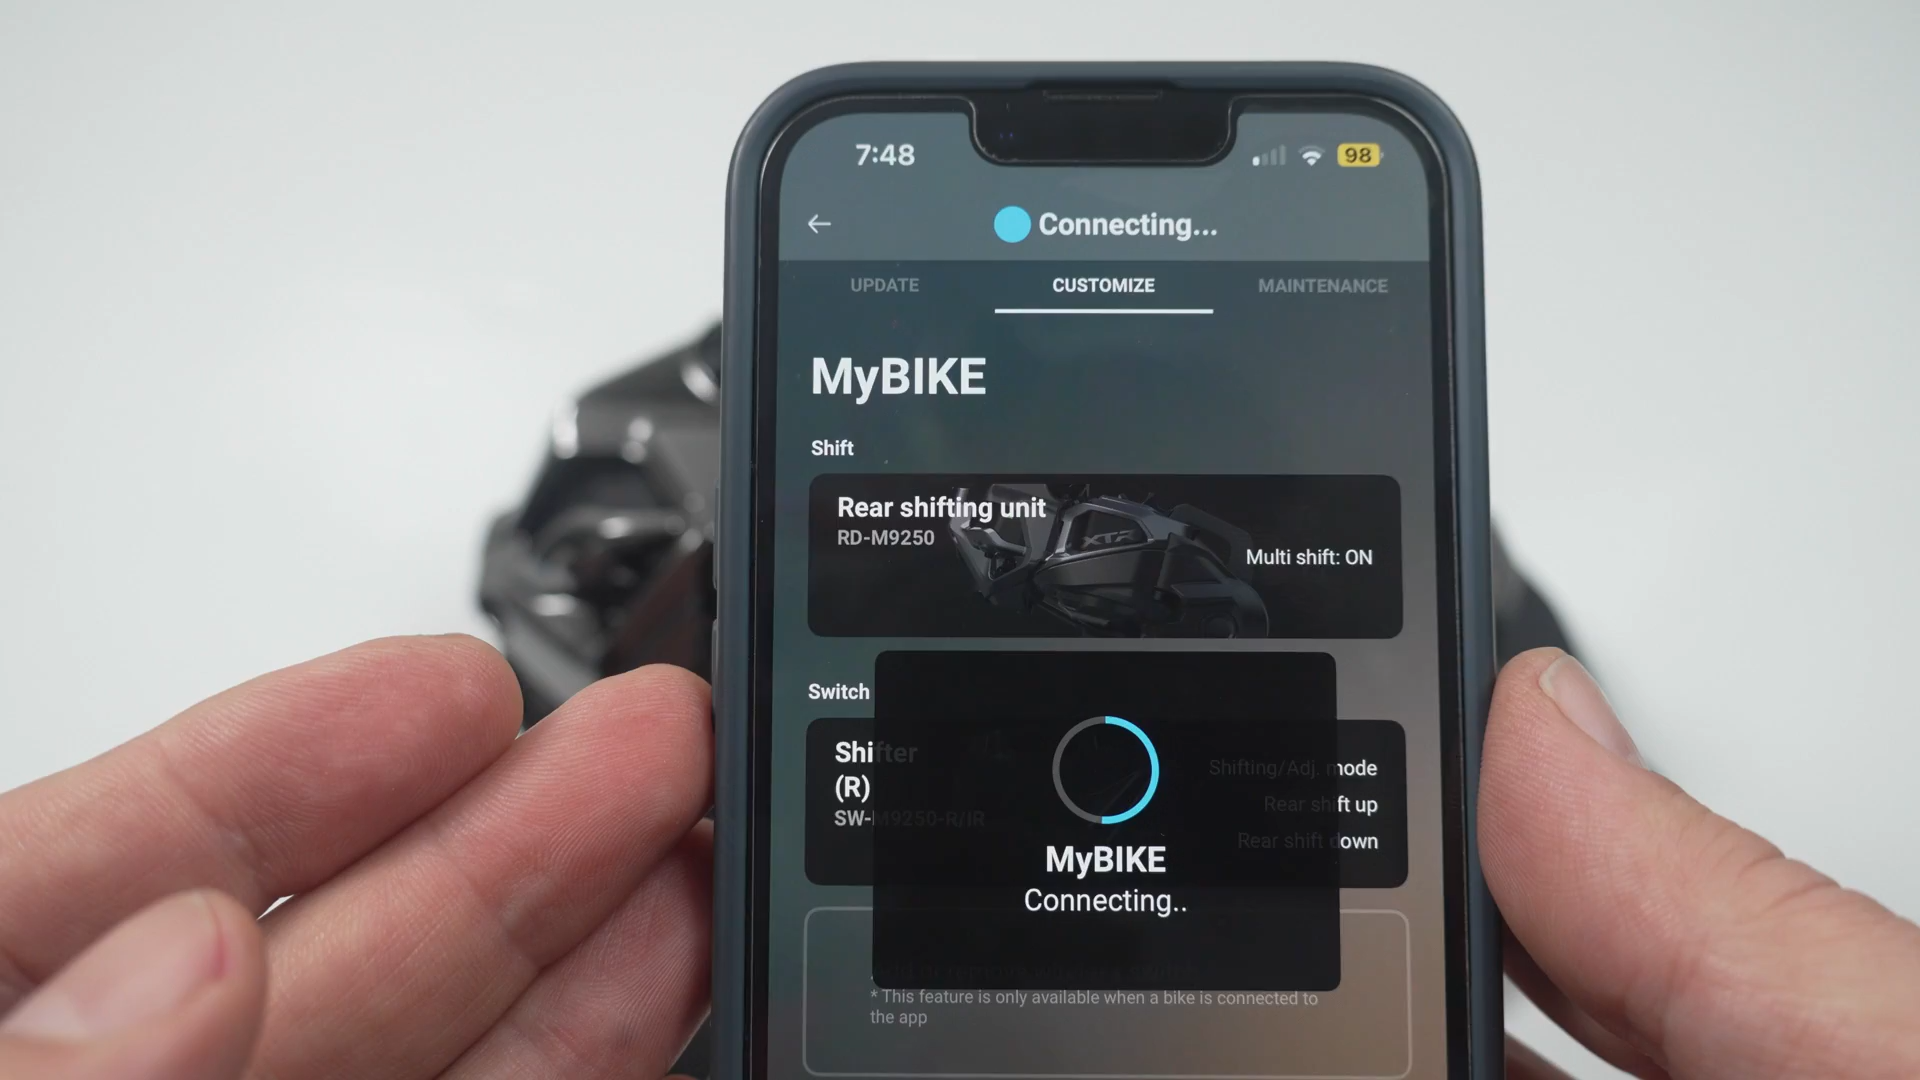 7:48
98
Connecting...
UPDATE
CUSTOMIZE
MAINTENANCE
MyBIKE
Shift
Rear shifting unit
RD-M9250
XTR
Multi shift: ON
Switch
Shifter
(R)
SW-M9250-R/IR
Shifting/Adj. mode
Rear shift up
Rear shift down
MyBIKE
Connecting..
* This feature is only available when a bike is connected to
the app